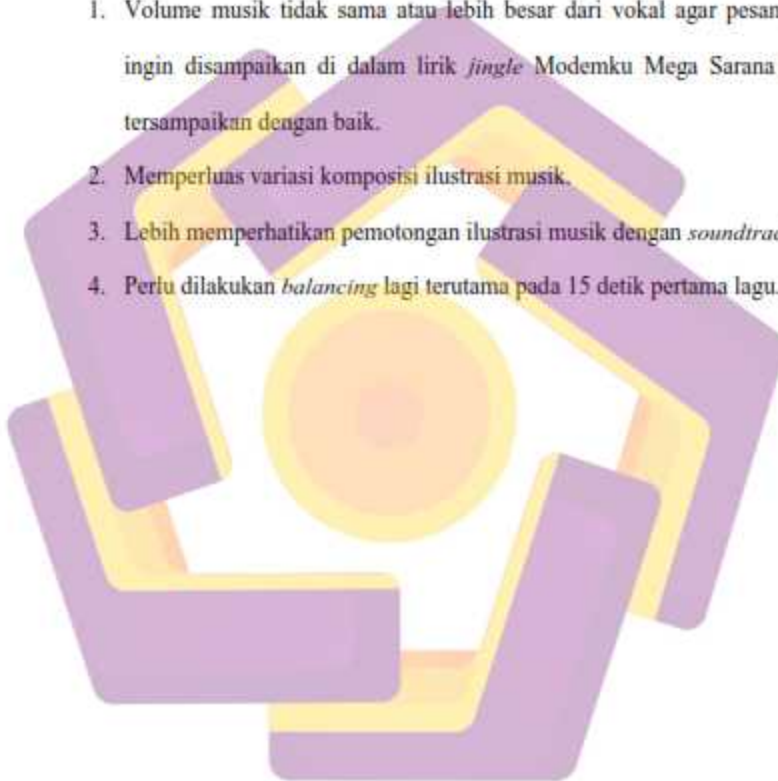 1. Volume musik tidak sama atau lebih besar dari vokal agar pesan
ingin disampaikan di dalam lirik jingle Modemku Mega Sarana
tersampaikan dengan baik.
2. Memperluas variasi komposisi ilustrasi musik.
3. Lebih memperhatikan pemotongan ilustrasi musik dengan soundtrac
4. Perlu dilakukan balancing lagi terutama pada 15 detik pertama lagu.